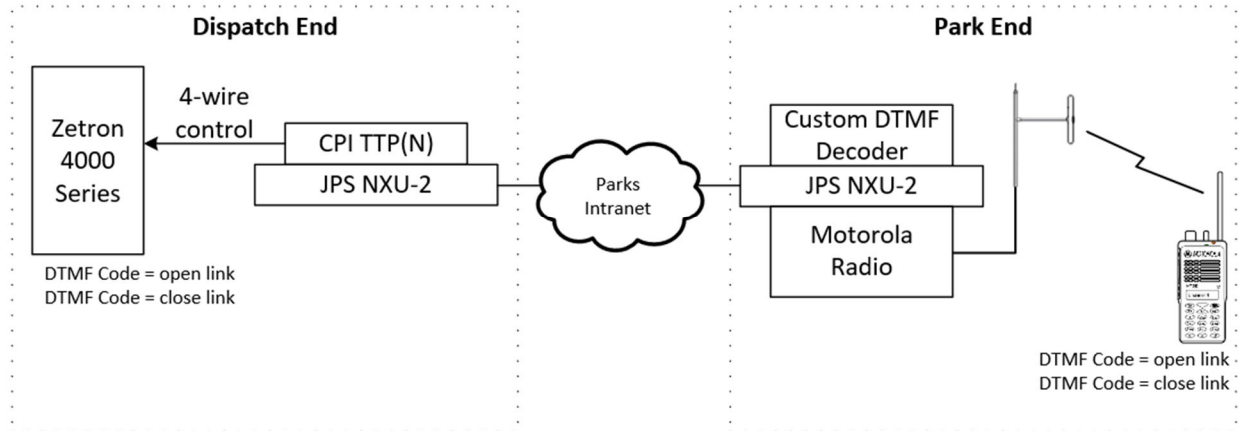 Dispatch End
Zetron
4000
Series
4-wire
control
CPI TTP(N)
JPS NXU-2
DTMF Code = open link
DTMF Code = close link
Parks
Intranet
Park End
Custom DTMF
Decoder
JPS NXU-2
Motorola
Radio
MOTOROLA
DTMF Code = open link
DTMF Code = close link